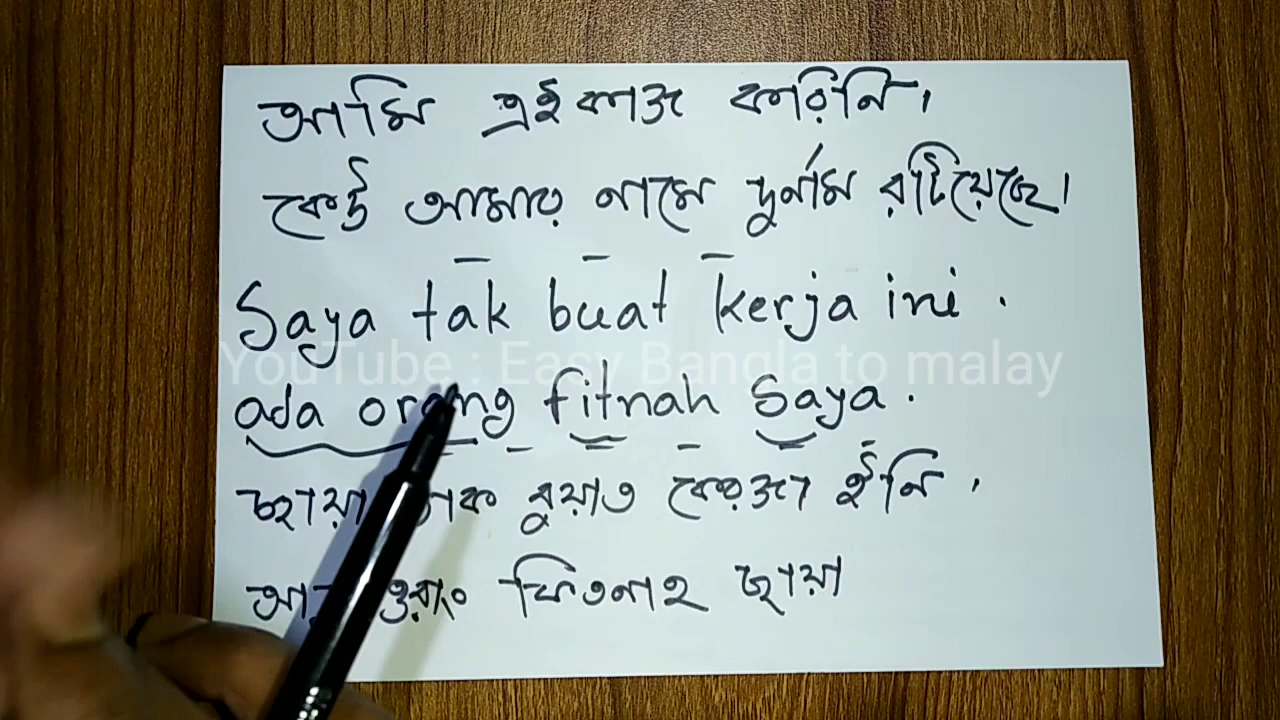 আমি এই কাজ করিনি।
কেউ আমার নামে দুর্নাম রটিয়েছে।
Saya tak buat kerja ini.
YouTube : Easy Bangla to malay
ada orang fitnah Saya.
ছায়া বুয়াত কেরজা ইনি,
ওরাং ফিতনাহ ছায়া